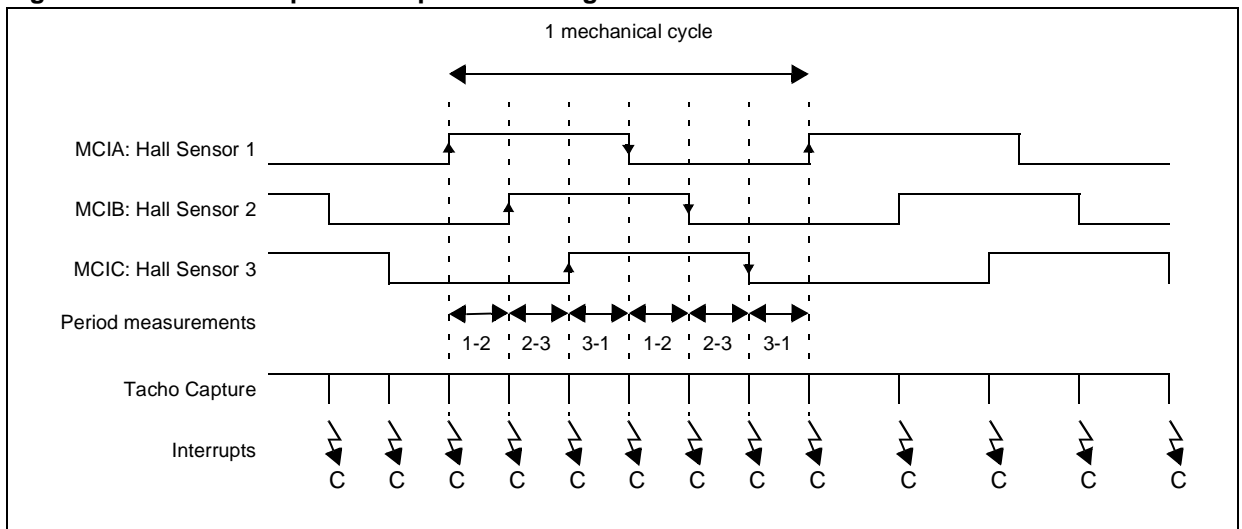 1 mechanical cycle
MCIA: Hall Sensor 1
MCIB: Hall Sensor 2
MCIC: Hall Sensor 3
Period measurements
1-2 2-3 3-1 1-2 2-3 3-1
Tacho Capture
Interrupts
C C C C C C C C C C C C C